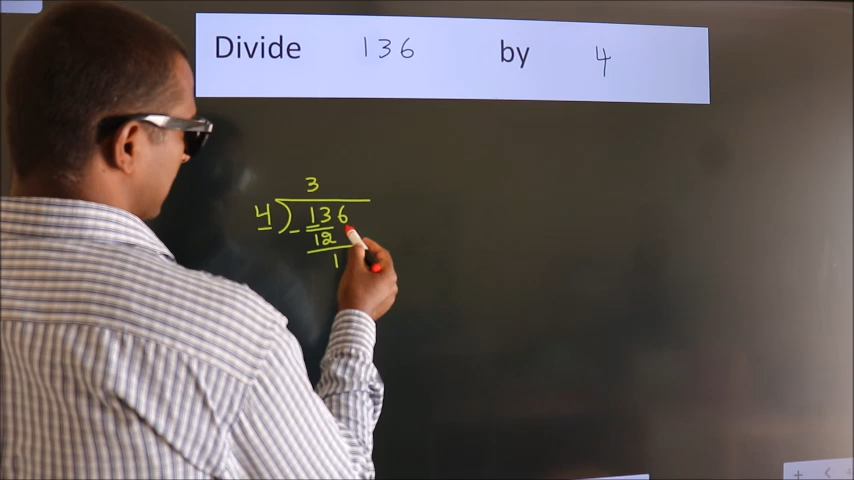 Divide 136 by 4
3
4 ) 136
- 12
1
+ <